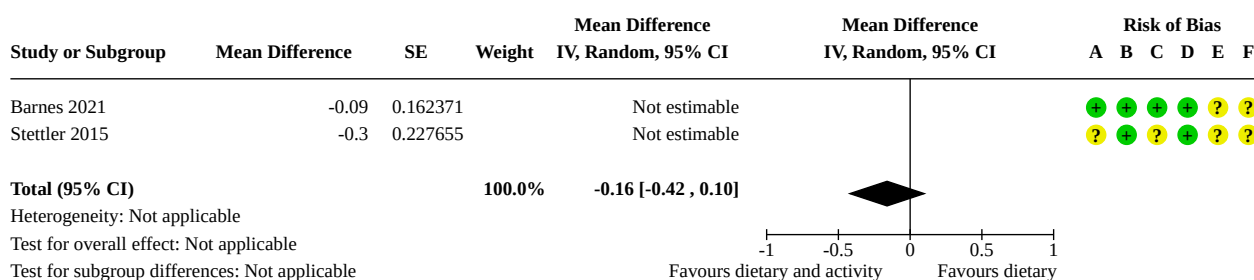 Mean Difference Mean Difference Risk of Bias
Study or Subgroup Mean Difference SE Weight IV, Random, 95% CI IV, Random, 95% CI A B C D E F
Barnes 2021 -0.09 0.162371 Not estimable + + + + ? ?
Stettler 2015 -0.3 0.227655 Not estimable ? + ? + ? ?
Total (95% CI) 100.0% -0.16 [-0.42 , 0.10]
Heterogeneity: Not applicable
Test for overall effect: Not applicable -1 -0.5 0 0.5 1
Test for subgroup differences: Not applicable Favours dietary and activity Favours dietary